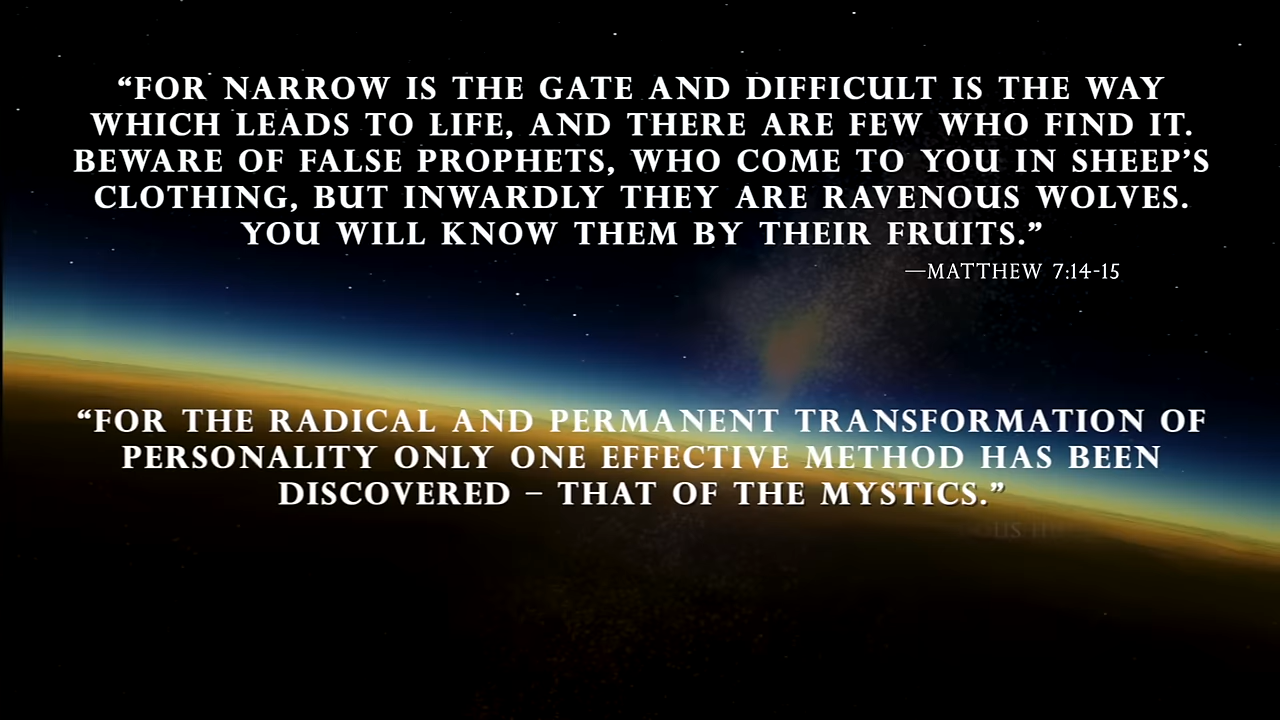 “FOR NARROW IS THE GATE AND DIFFICULT IS THE WAY
WHICH LEADS TO LIFE, AND THERE ARE FEW WHO FIND IT.
BEWARE OF FALSE PROPHETS, WHO COME TO YOU IN SHEEP’S
CLOTHING, BUT INWARDLY THEY ARE RAVENOUS WOLVES.
YOU WILL KNOW THEM BY THEIR FRUITS.”
—MATTHEW 7:14-15
“FOR THE RADICAL AND PERMANENT TRANSFORMATION OF
PERSONALITY ONLY ONE EFFECTIVE METHOD HAS BEEN
DISCOVERED – THAT OF THE MYSTICS.”